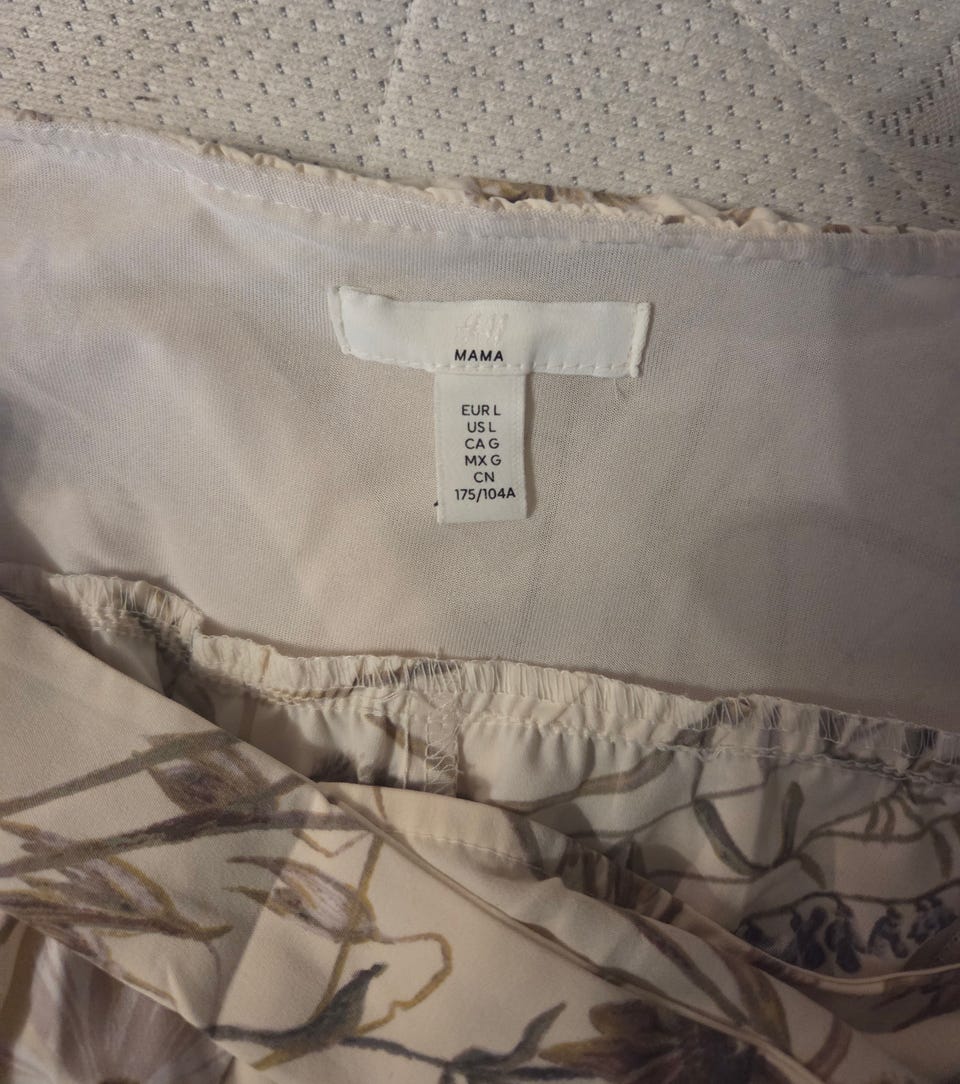 H&M
MAMA
EUR L
US L
CA G
MX G
CN
175/104A